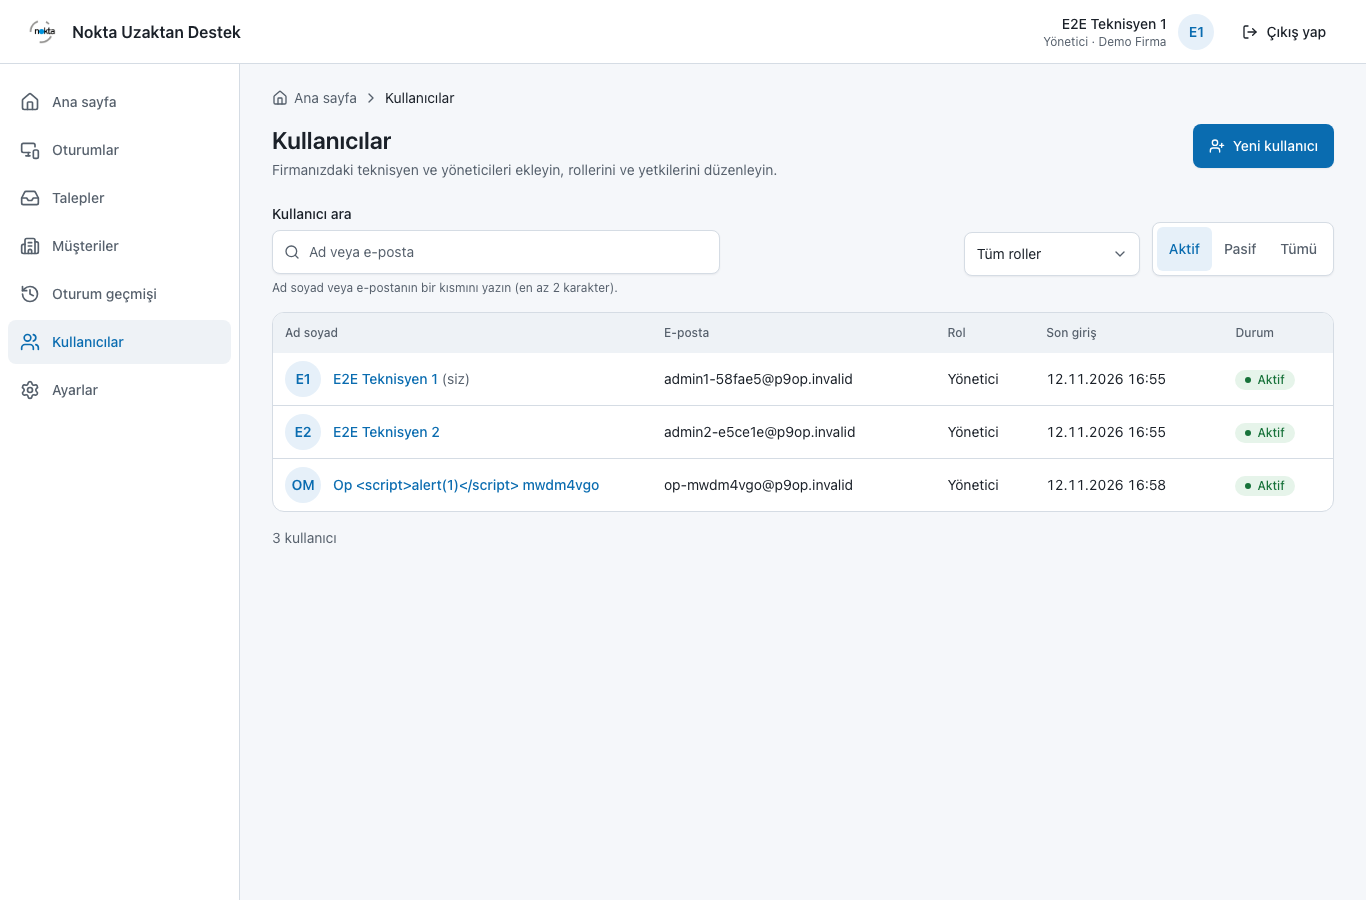 nokta
Nokta Uzaktan Destek
E2E Teknisyen 1
Yönetici · Demo Firma
E1
Çıkış yap
Ana sayfa
Oturumlar
Talepler
Müşteriler
Oturum geçmişi
Kullanıcılar
Ayarlar
Ana sayfa > Kullanıcılar
Kullanıcılar
Firmanızdaki teknisyen ve yöneticileri ekleyin, rollerini ve yetkilerini düzenleyin.
Yeni kullanıcı
Kullanıcı ara
Ad veya e-posta
Ad soyad veya e-postanın bir kısmını yazın (en az 2 karakter).
Tüm roller
Aktif Pasif Tümü
Ad soyad E-posta Rol Son giriş Durum
E1 E2E Teknisyen 1 (siz) admin1-58fae5@p9op.invalid Yönetici 12.11.2026 16:55 Aktif
E2 E2E Teknisyen 2 admin2-e5ce1e@p9op.invalid Yönetici 12.11.2026 16:55 Aktif
OM Op <script>alert(1)</script> mwdm4vgo op-mwdm4vgo@p9op.invalid Yönetici 12.11.2026 16:58 Aktif
3 kullanıcı